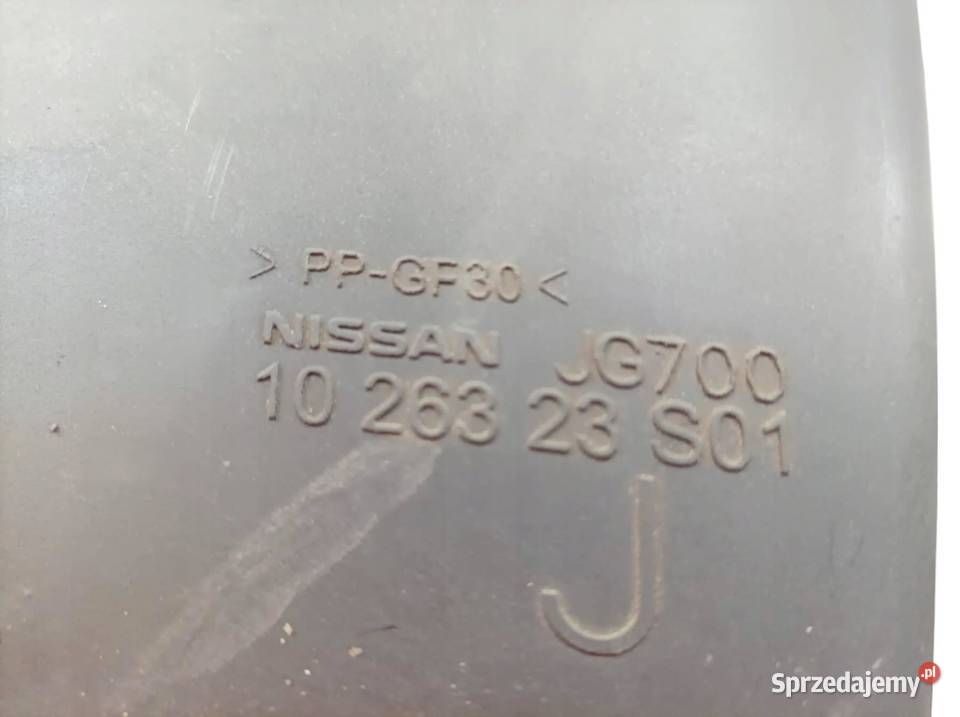 > PP-GF30 <
NISSAN JG700
10 263 23 S01
J
Sprzedajemy.pl